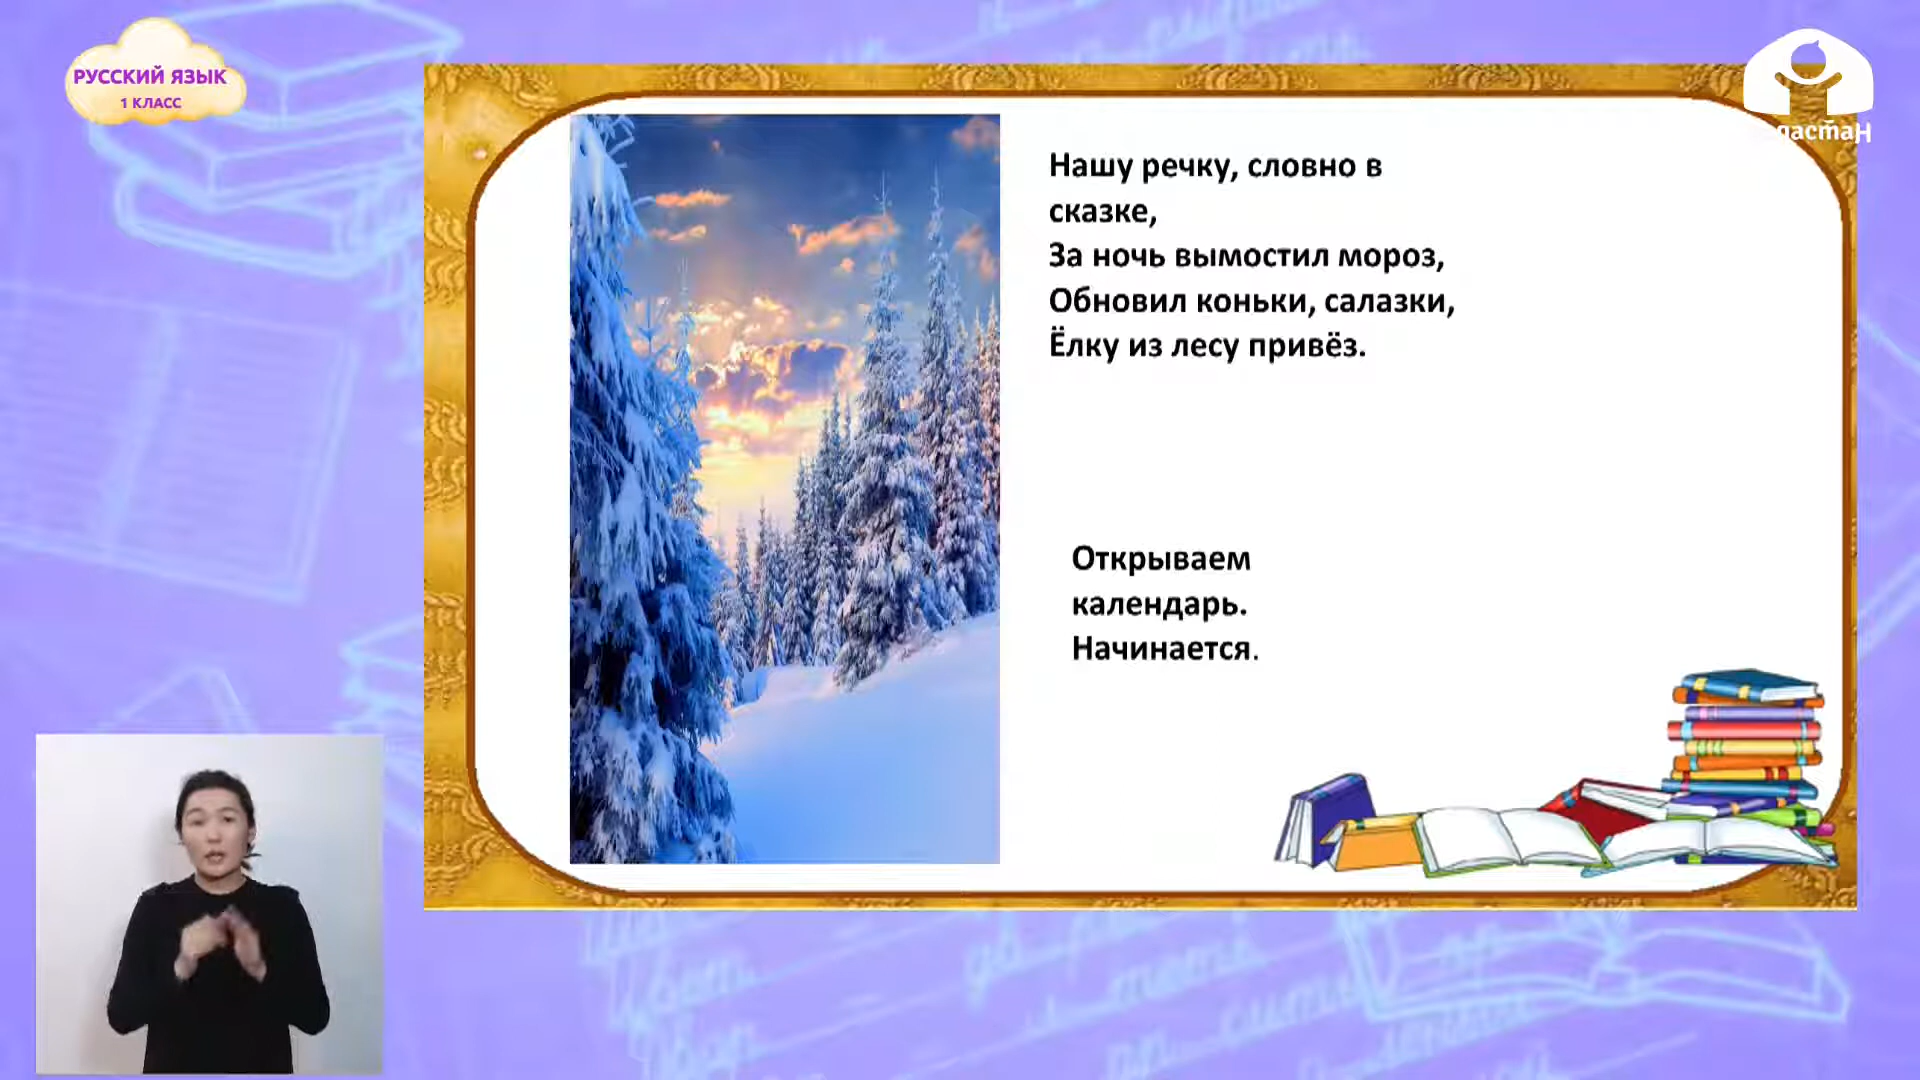 РУССКИЙ ЯЗЫК
1 КЛАСС
Нашу речку, словно в
сказке,
За ночь вымостил мороз,
Обновил коньки, салазки,
Ёлку из лесу привёз.
Открываем
календарь.
Начинается.